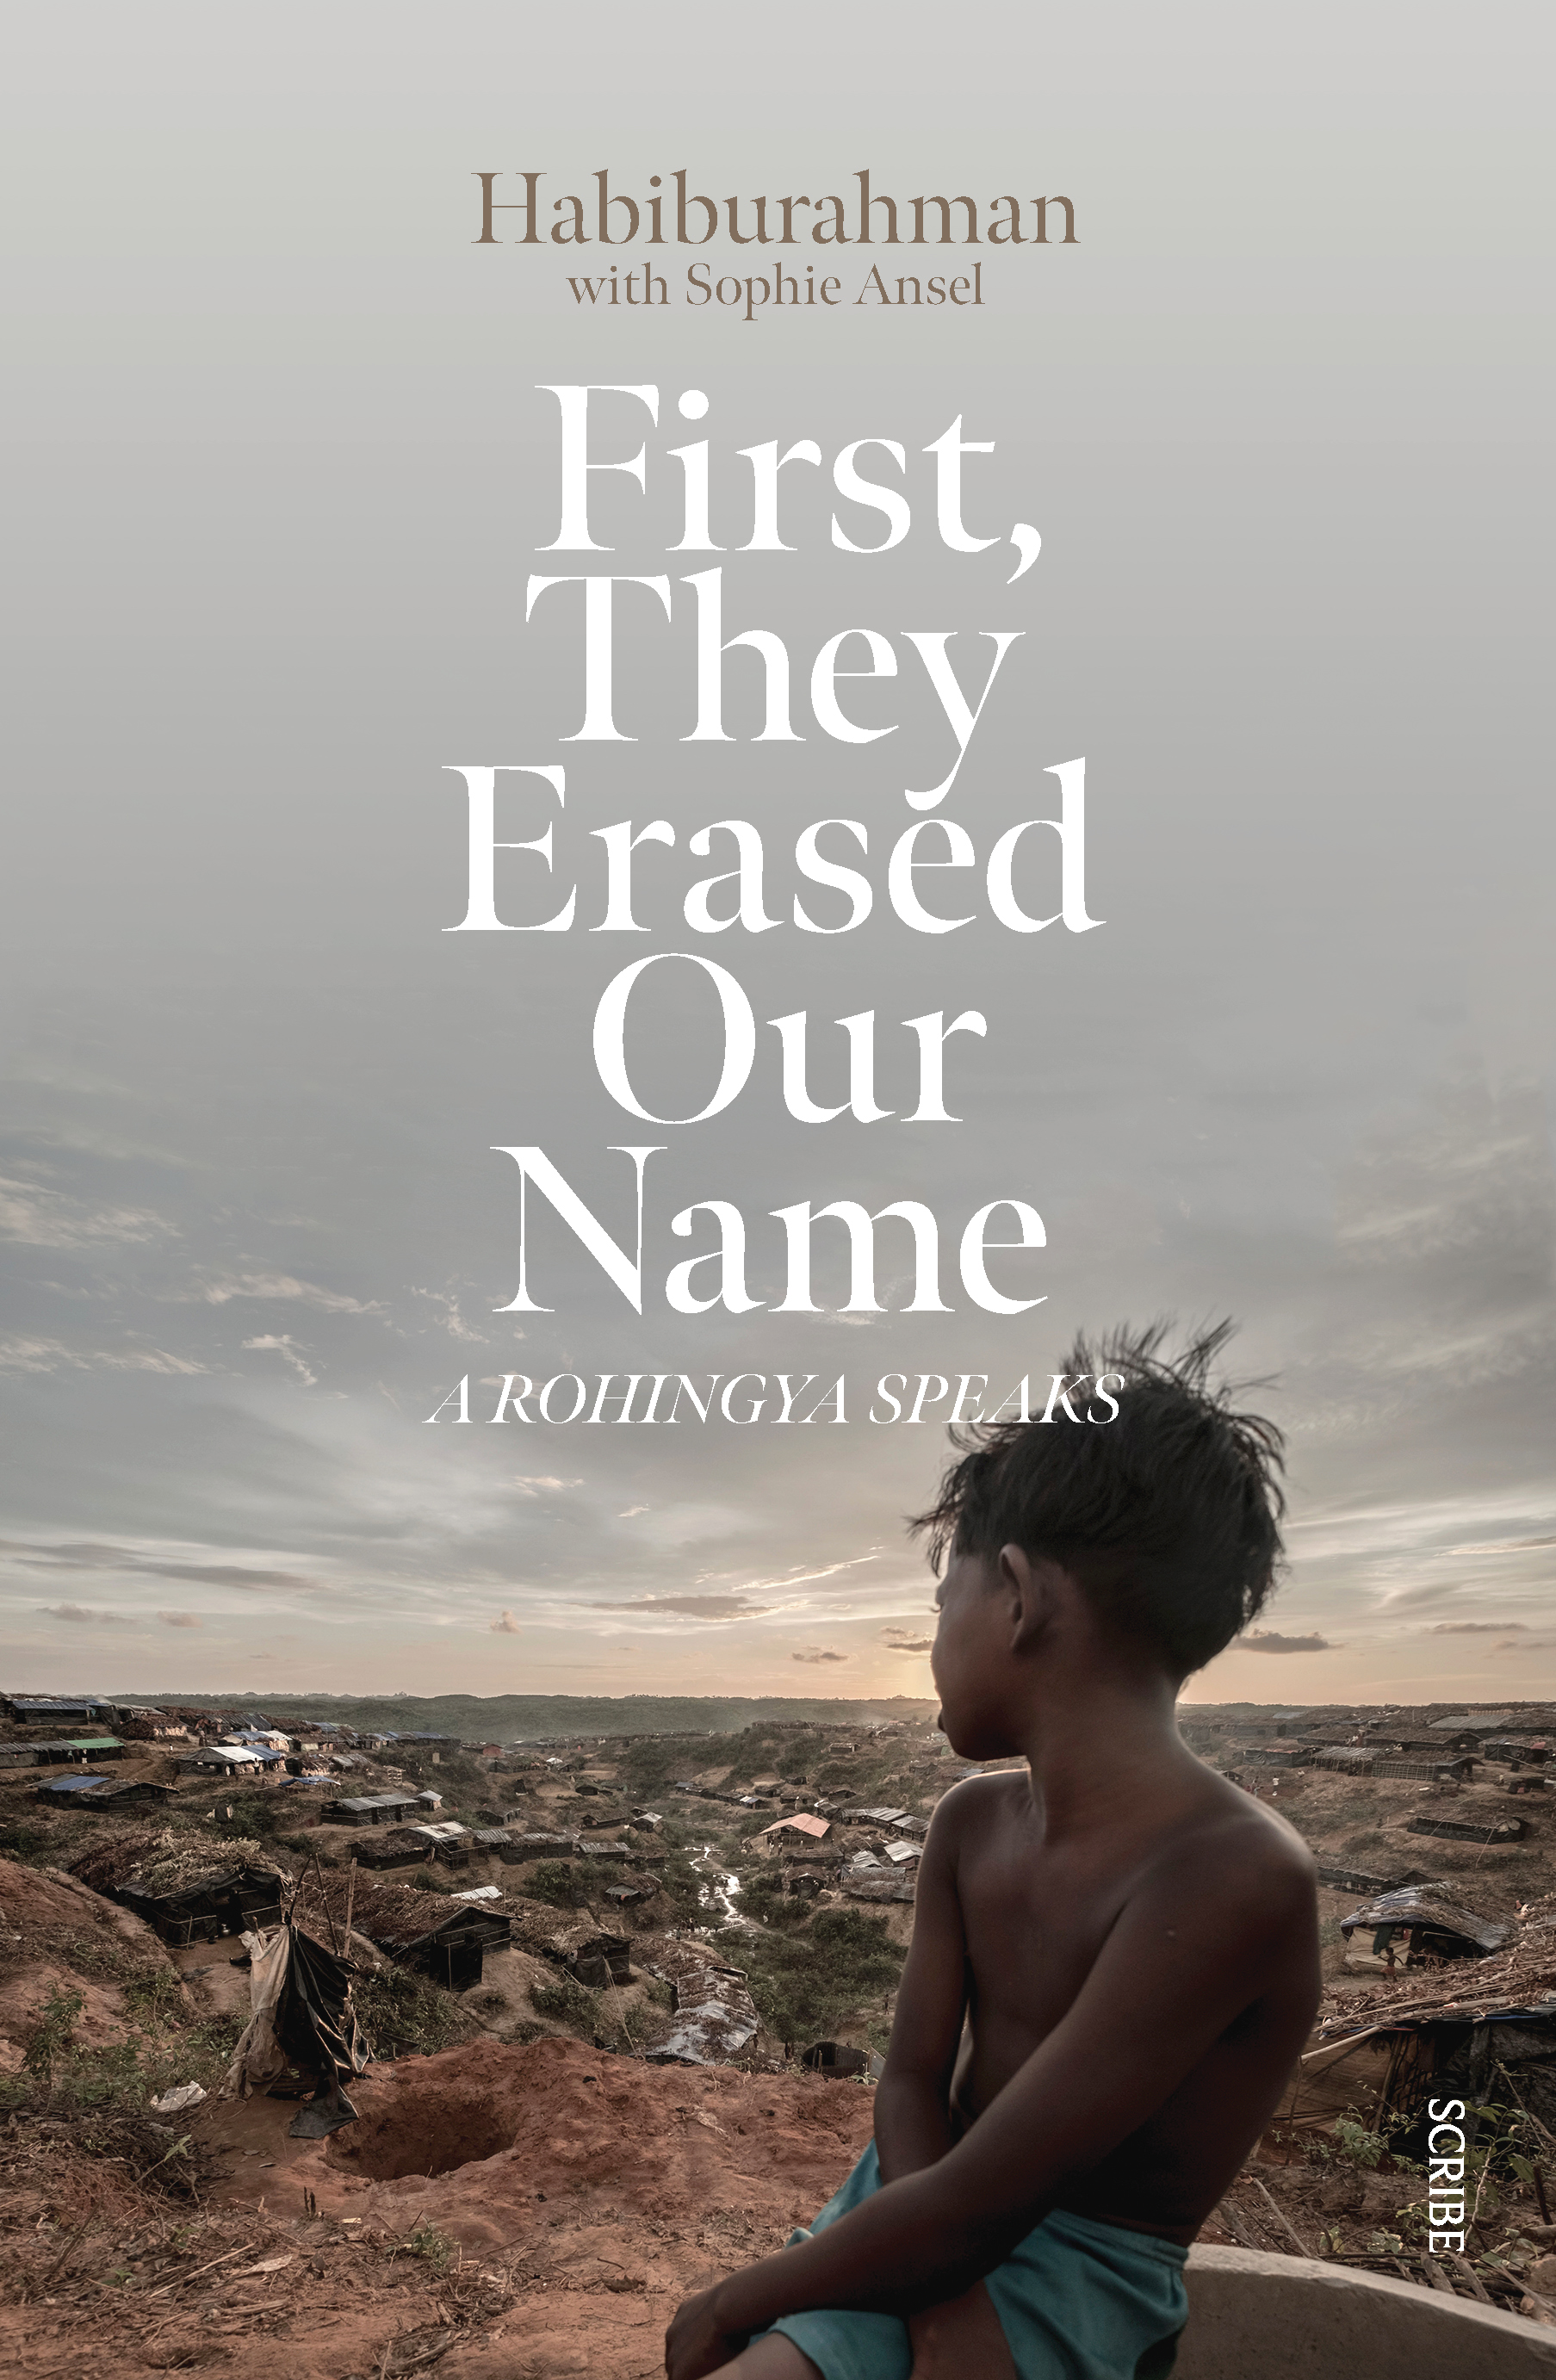 Habiburahman
with Sophie Ansel
First,
They
Erased
Our
Name
A ROHINGYA SPEAKS
SCRIBE